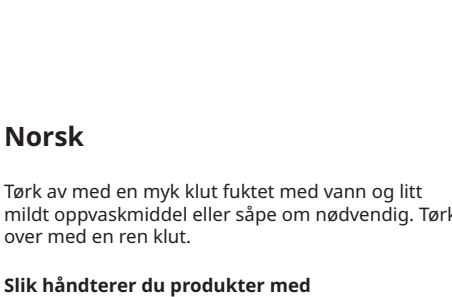 Norsk
Tørk av med en myk klut fuktet med vann og litt
mildt oppvaskmiddel eller såpe om nødvendig. Tørk
over med en ren klut.
Slik håndterer du produkter med